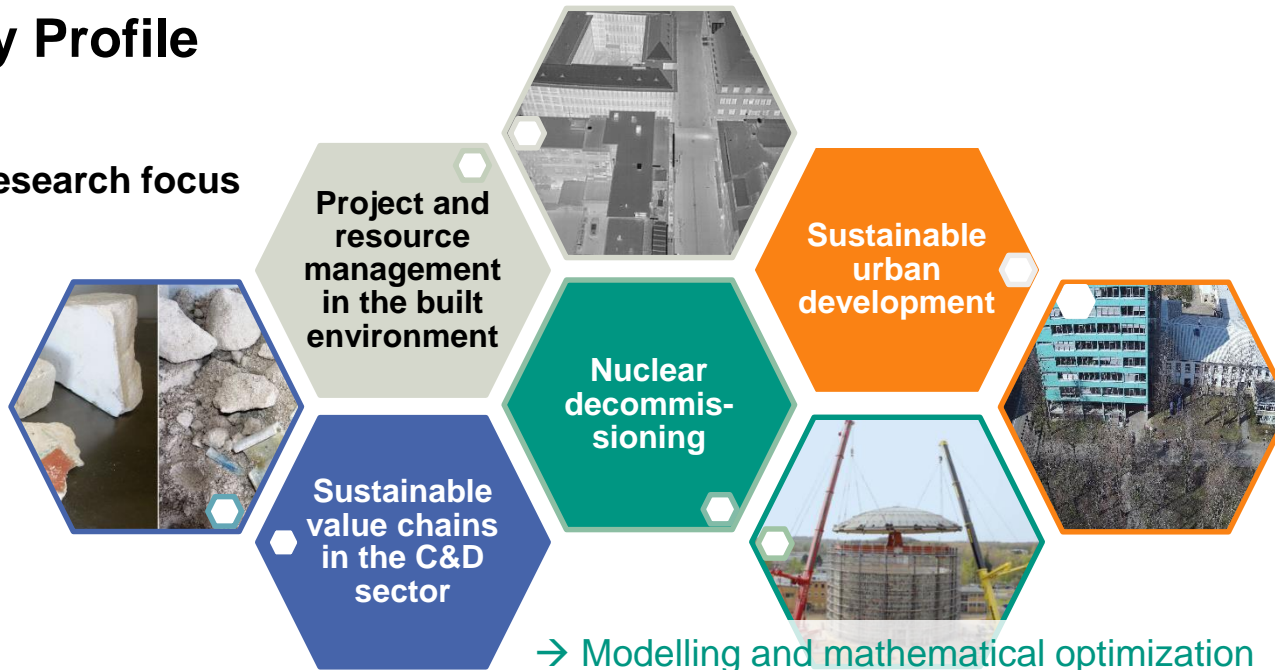 y Profile
esearch focus
Project and
resource
management
in the built
environment
Sustainable
urban
development
Nuclear
decommis-
sioning
Sustainable
value chains
in the C&D
sector
→ Modelling and mathematical optimization